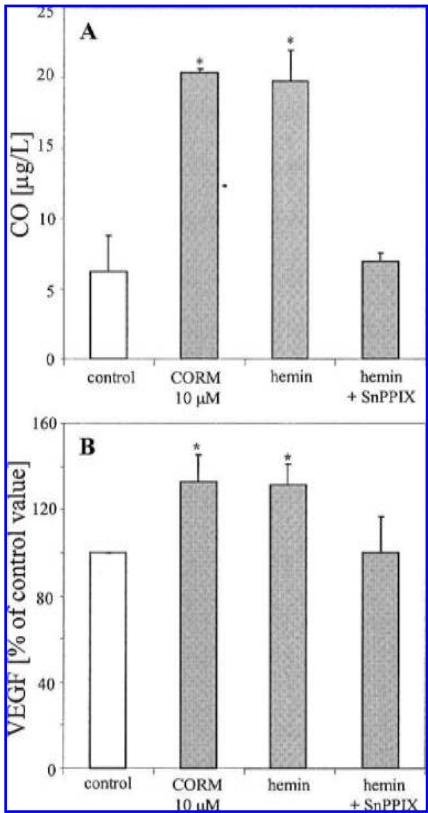 A
CO [µg/L]
25
20
15
10
5
0
* *
control CORM hemin hemin
10 µM + SnPPIX
B
VEGF [% of control value]
160
120
80
40
0
* *
control CORM hemin hemin
10 µM + SnPPIX